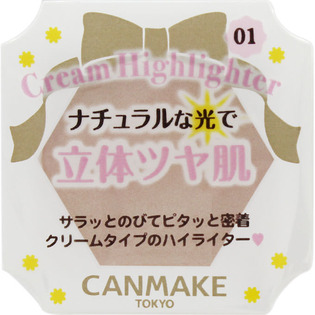 01
Cream Highlighter
ナチュラルな光で
立体ツヤ肌
サラッとのびてピタッと密着
クリームタイプのハイライター♥
CANMAKE
TOKYO